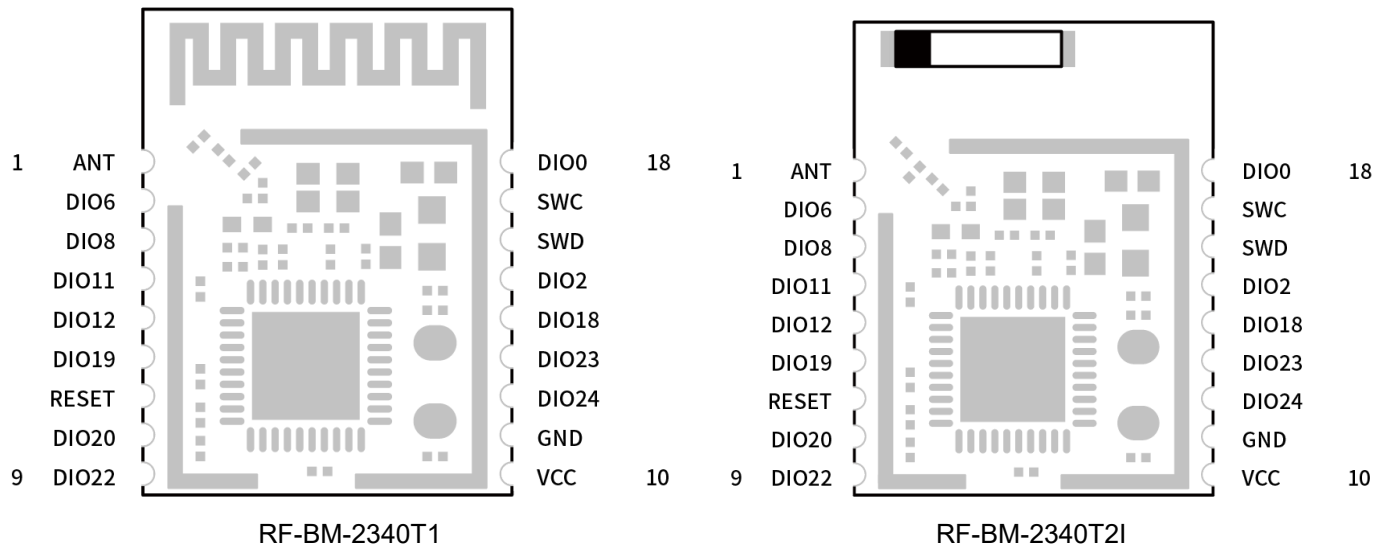 1 ANT DIO0 18
DIO6 SWC
DIO8 SWD
DIO11 DIO2
DIO12 DIO18
DIO19 DIO23
RESET DIO24
DIO20 GND
9 DIO22 VCC 10
RF-BM-2340T1
1 ANT DIO0 18
DIO6 SWC
DIO8 SWD
DIO11 DIO2
DIO12 DIO18
DIO19 DIO23
RESET DIO24
DIO20 GND
9 DIO22 VCC 10
RF-BM-2340T2I